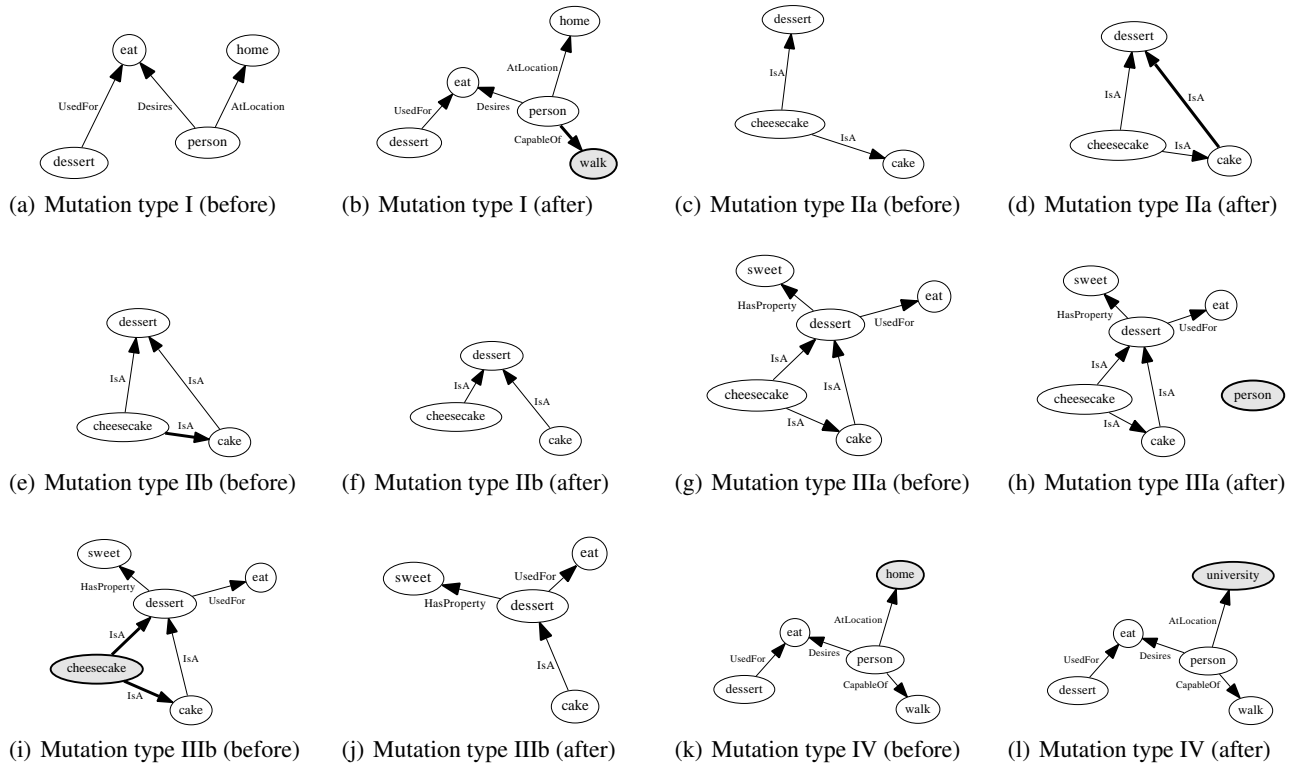 eat
home
UsedFor
Desires
AtLocation
dessert
person
(a) Mutation type I (before)
home
AtLocation
eat
UsedFor
Desires
person
dessert
CapableOf
walk
(b) Mutation type I (after)
dessert
IsA
cheesecake
IsA
cake
(c) Mutation type IIa (before)
dessert
IsA
IsA
cheesecake
IsA
cake
(d) Mutation type IIa (after)
dessert
IsA
IsA
cheesecake
IsA
cake
(e) Mutation type IIb (before)
dessert
IsA
cheesecake
IsA
cake
(f) Mutation type IIb (after)
sweet
eat
HasProperty
dessert
UsedFor
IsA
cheesecake
IsA
IsA
cake
(g) Mutation type IIIa (before)
sweet
eat
HasProperty
dessert
UsedFor
IsA
cheesecake
IsA
person
IsA
cake
(h) Mutation type IIIa (after)
sweet
eat
HasProperty
dessert
UsedFor
IsA
cheesecake
IsA
IsA
cake
(i) Mutation type IIIb (before)
eat
sweet
UsedFor
HasProperty
dessert
IsA
cake
(j) Mutation type IIIb (after)
home
AtLocation
eat
UsedFor
Desires
person
dessert
CapableOf
walk
(k) Mutation type IV (before)
university
AtLocation
eat
UsedFor
Desires
person
dessert
CapableOf
walk
(l) Mutation type IV (after)